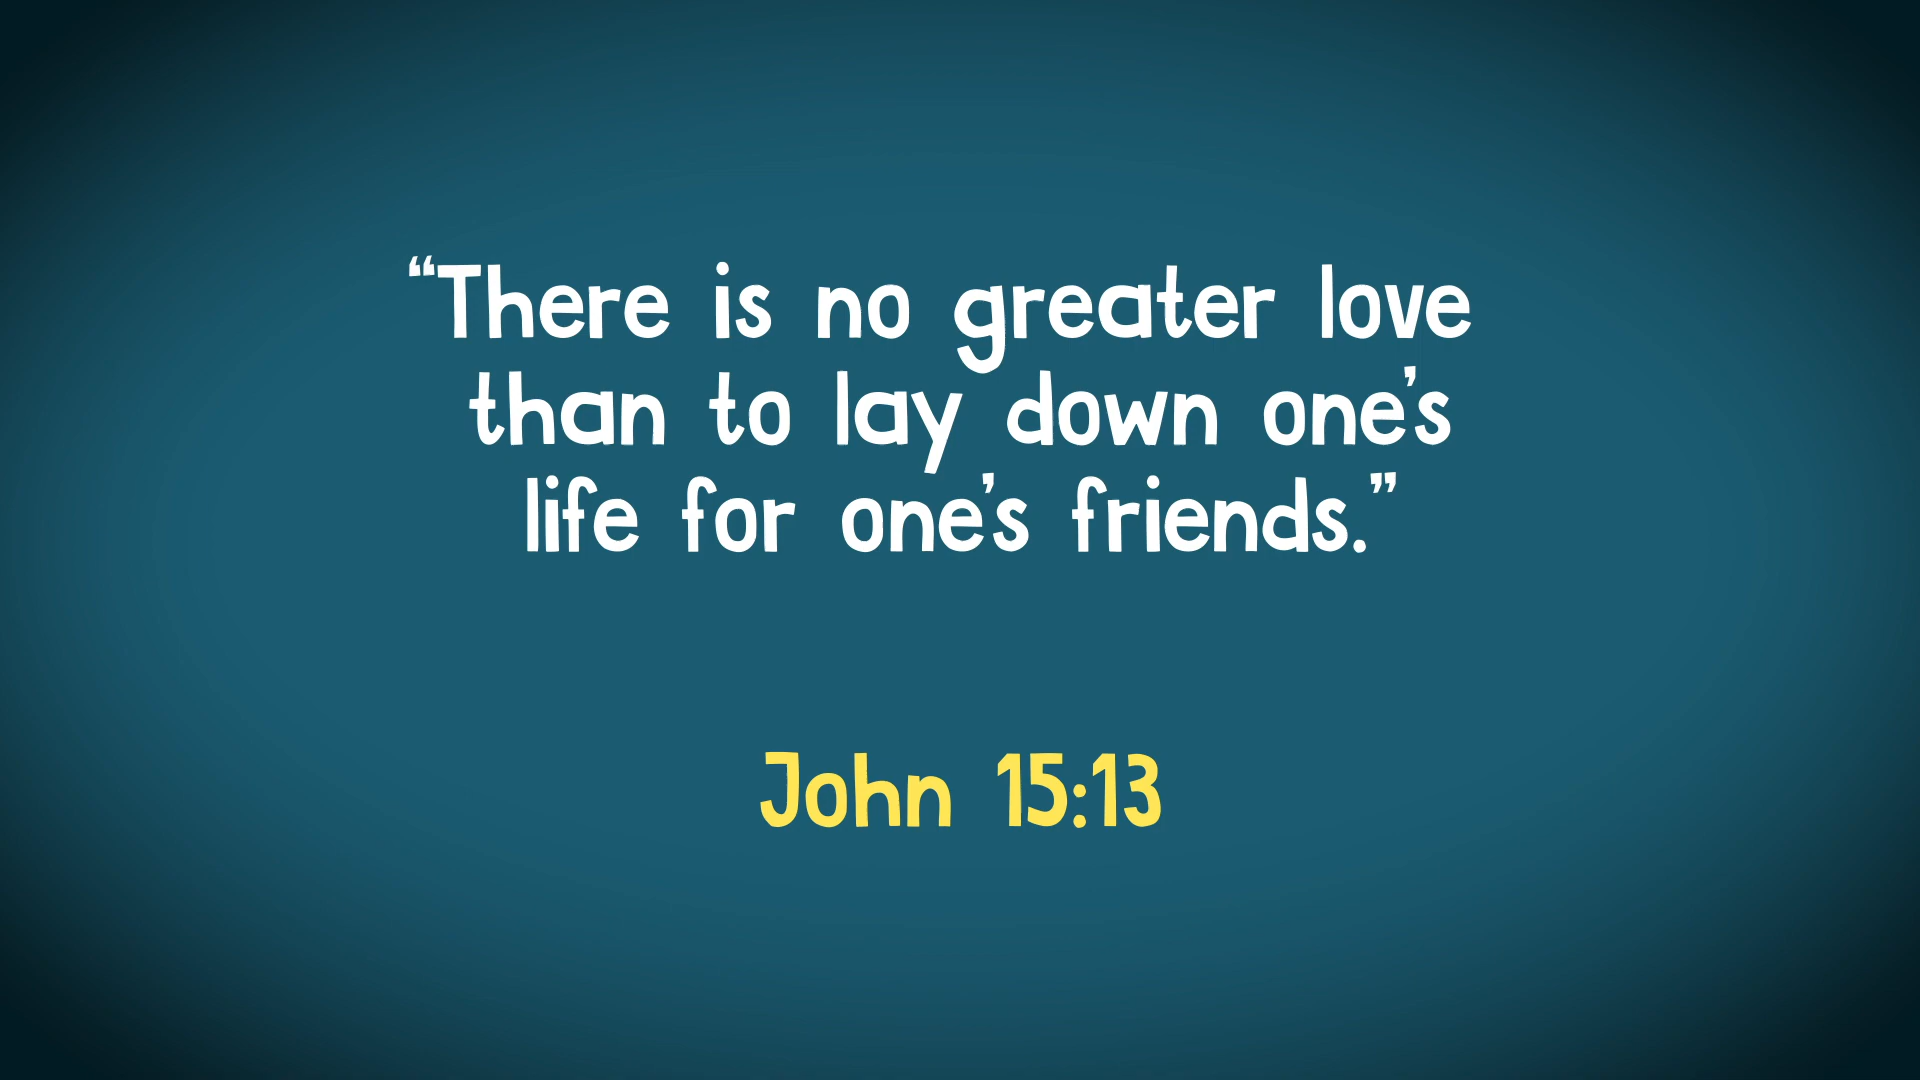 “There is no greater love
than to lay down one’s
life for one’s friends.”
John 15:13